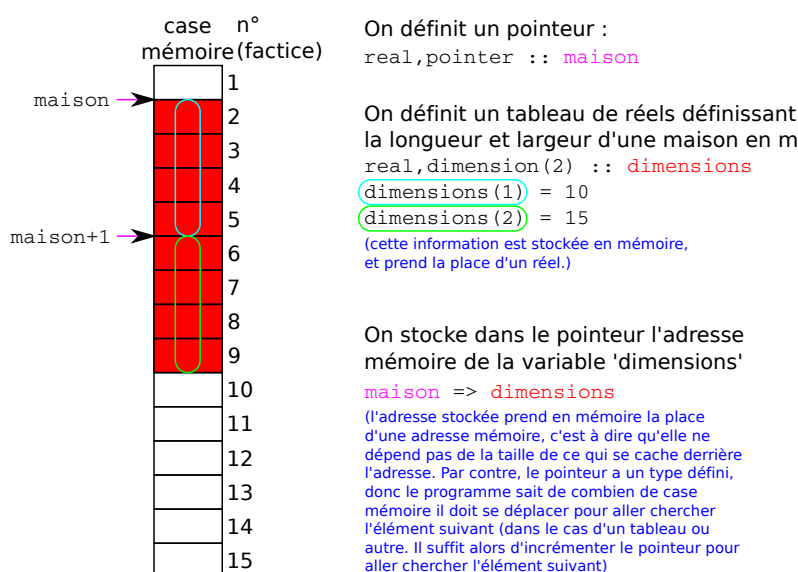 case n°
mémoire (factice)
1
maison
2
3
4
5
maison+1
6
7
8
9
10
11
12
13
14
15
On définit un pointeur :
real,pointer :: maison
On définit un tableau de réels définissant
la longueur et largeur d'une maison en m
real,dimension(2) :: dimensions
dimensions(1) = 10
dimensions(2) = 15
(cette information est stockée en mémoire,
et prend la place d'un réel.)
On stocke dans le pointeur l'adresse
mémoire de la variable 'dimensions'
maison => dimensions
(l'adresse stockée prend en mémoire la place
d'une adresse mémoire, c'est à dire qu'elle ne
dépend pas de la taille de ce qui se cache derrière
l'adresse. Par contre, le pointeur a un type défini,
donc le programme sait de combien de case
mémoire il doit se déplacer pour aller chercher
l'élément suivant (dans le cas d'un tableau ou
autre. Il suffit alors d'incrémenter le pointeur pour
aller chercher l'élément suivant)